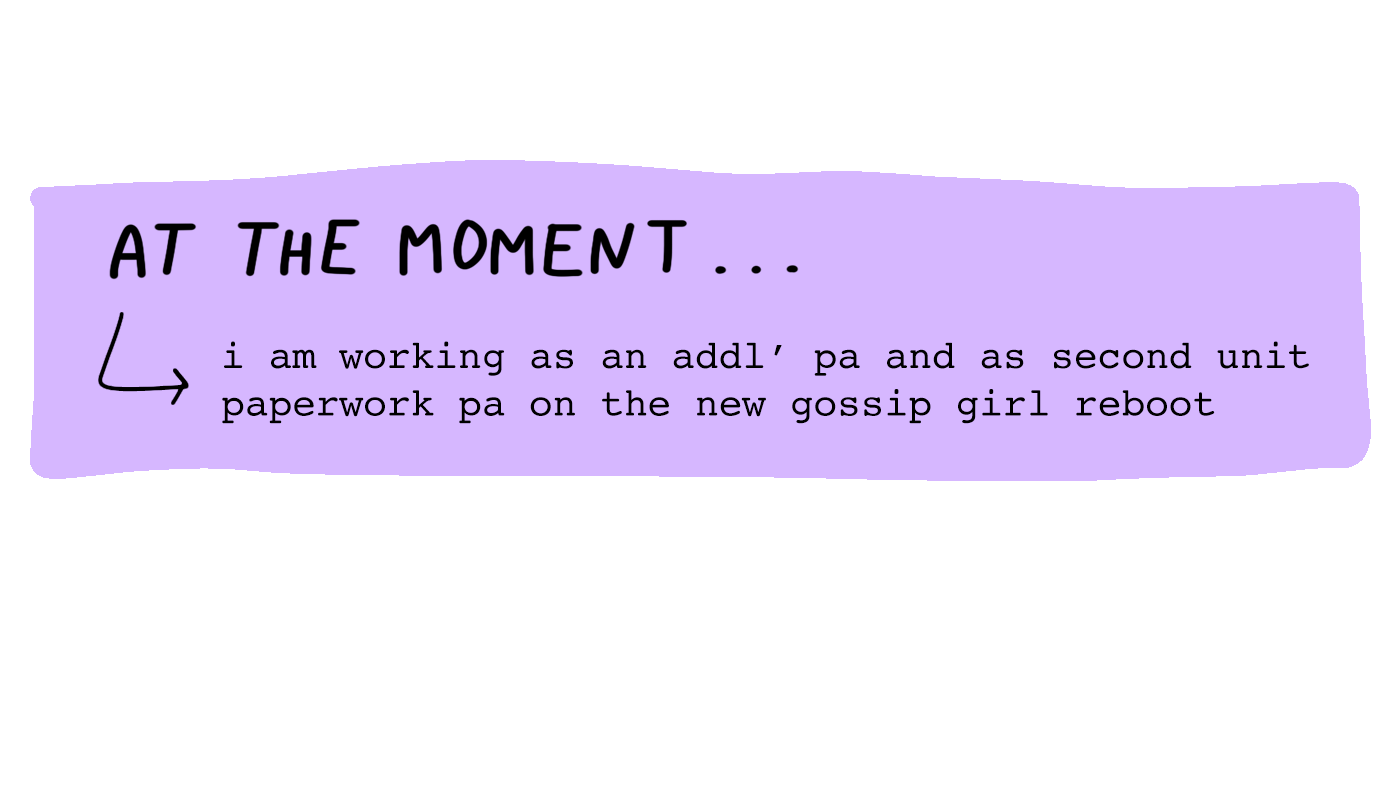 AT THE MOMENT...
i am working as an addl’ pa and as second unit
paperwork pa on the new gossip girl reboot